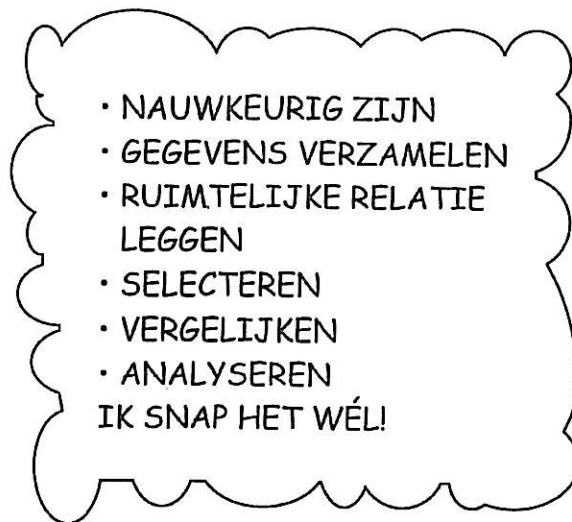 · NAUWKEURIG ZIJN
· GEGEVENS VERZAMELEN
· RUIMTELIJKE RELATIE
LEGGEN
· SELECTEREN
· VERGELIJKEN
· ANALYSEREN
IK SNAP HET WÉL!